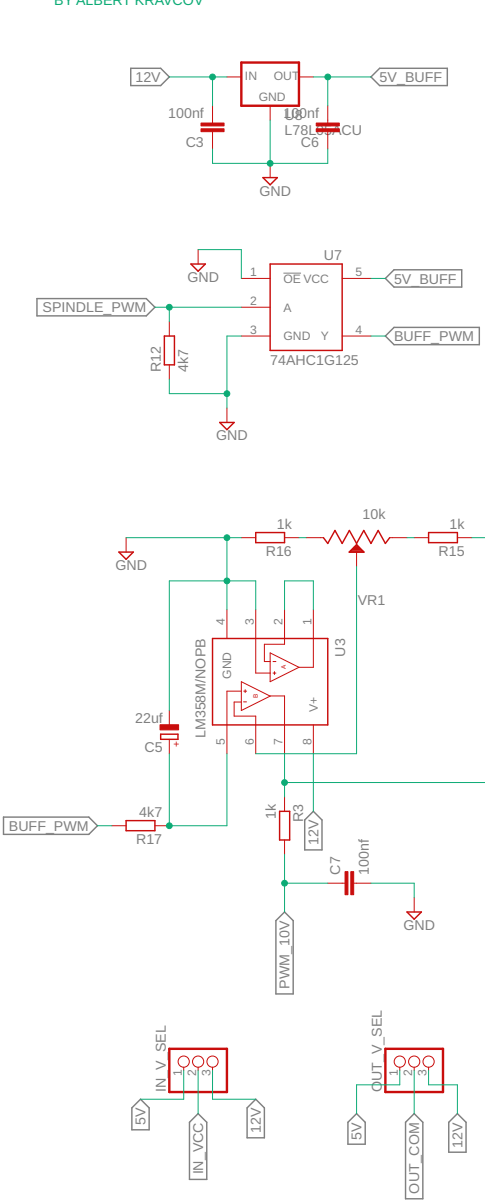 BY ALBERT KRAVCOV
12V
IN
OUT
5V_BUFF
GND
100nf
C3
U8
100nf
L78L05ACU
C6
GND
U7
GND
1
OE
VCC
5
5V_BUFF
SPINDLE_PWM
2
A
3
GND
Y
4
BUFF_PWM
R12
4k7
74AHC1G125
GND
10k
1k
R16
1k
R15
GND
VR1
4
3
2
1
LM358M/NOPB
GND
A
B
V+
U3
5
6
7
8
22uf
C5
+
BUFF_PWM
4k7
R17
1k
R3
12V
C7
100nf
GND
PWM_10V
IN_V_SEL
1
2
3
5V
IN_VCC
12V
OUT_V_SEL
1
2
3
5V
OUT_COM
12V